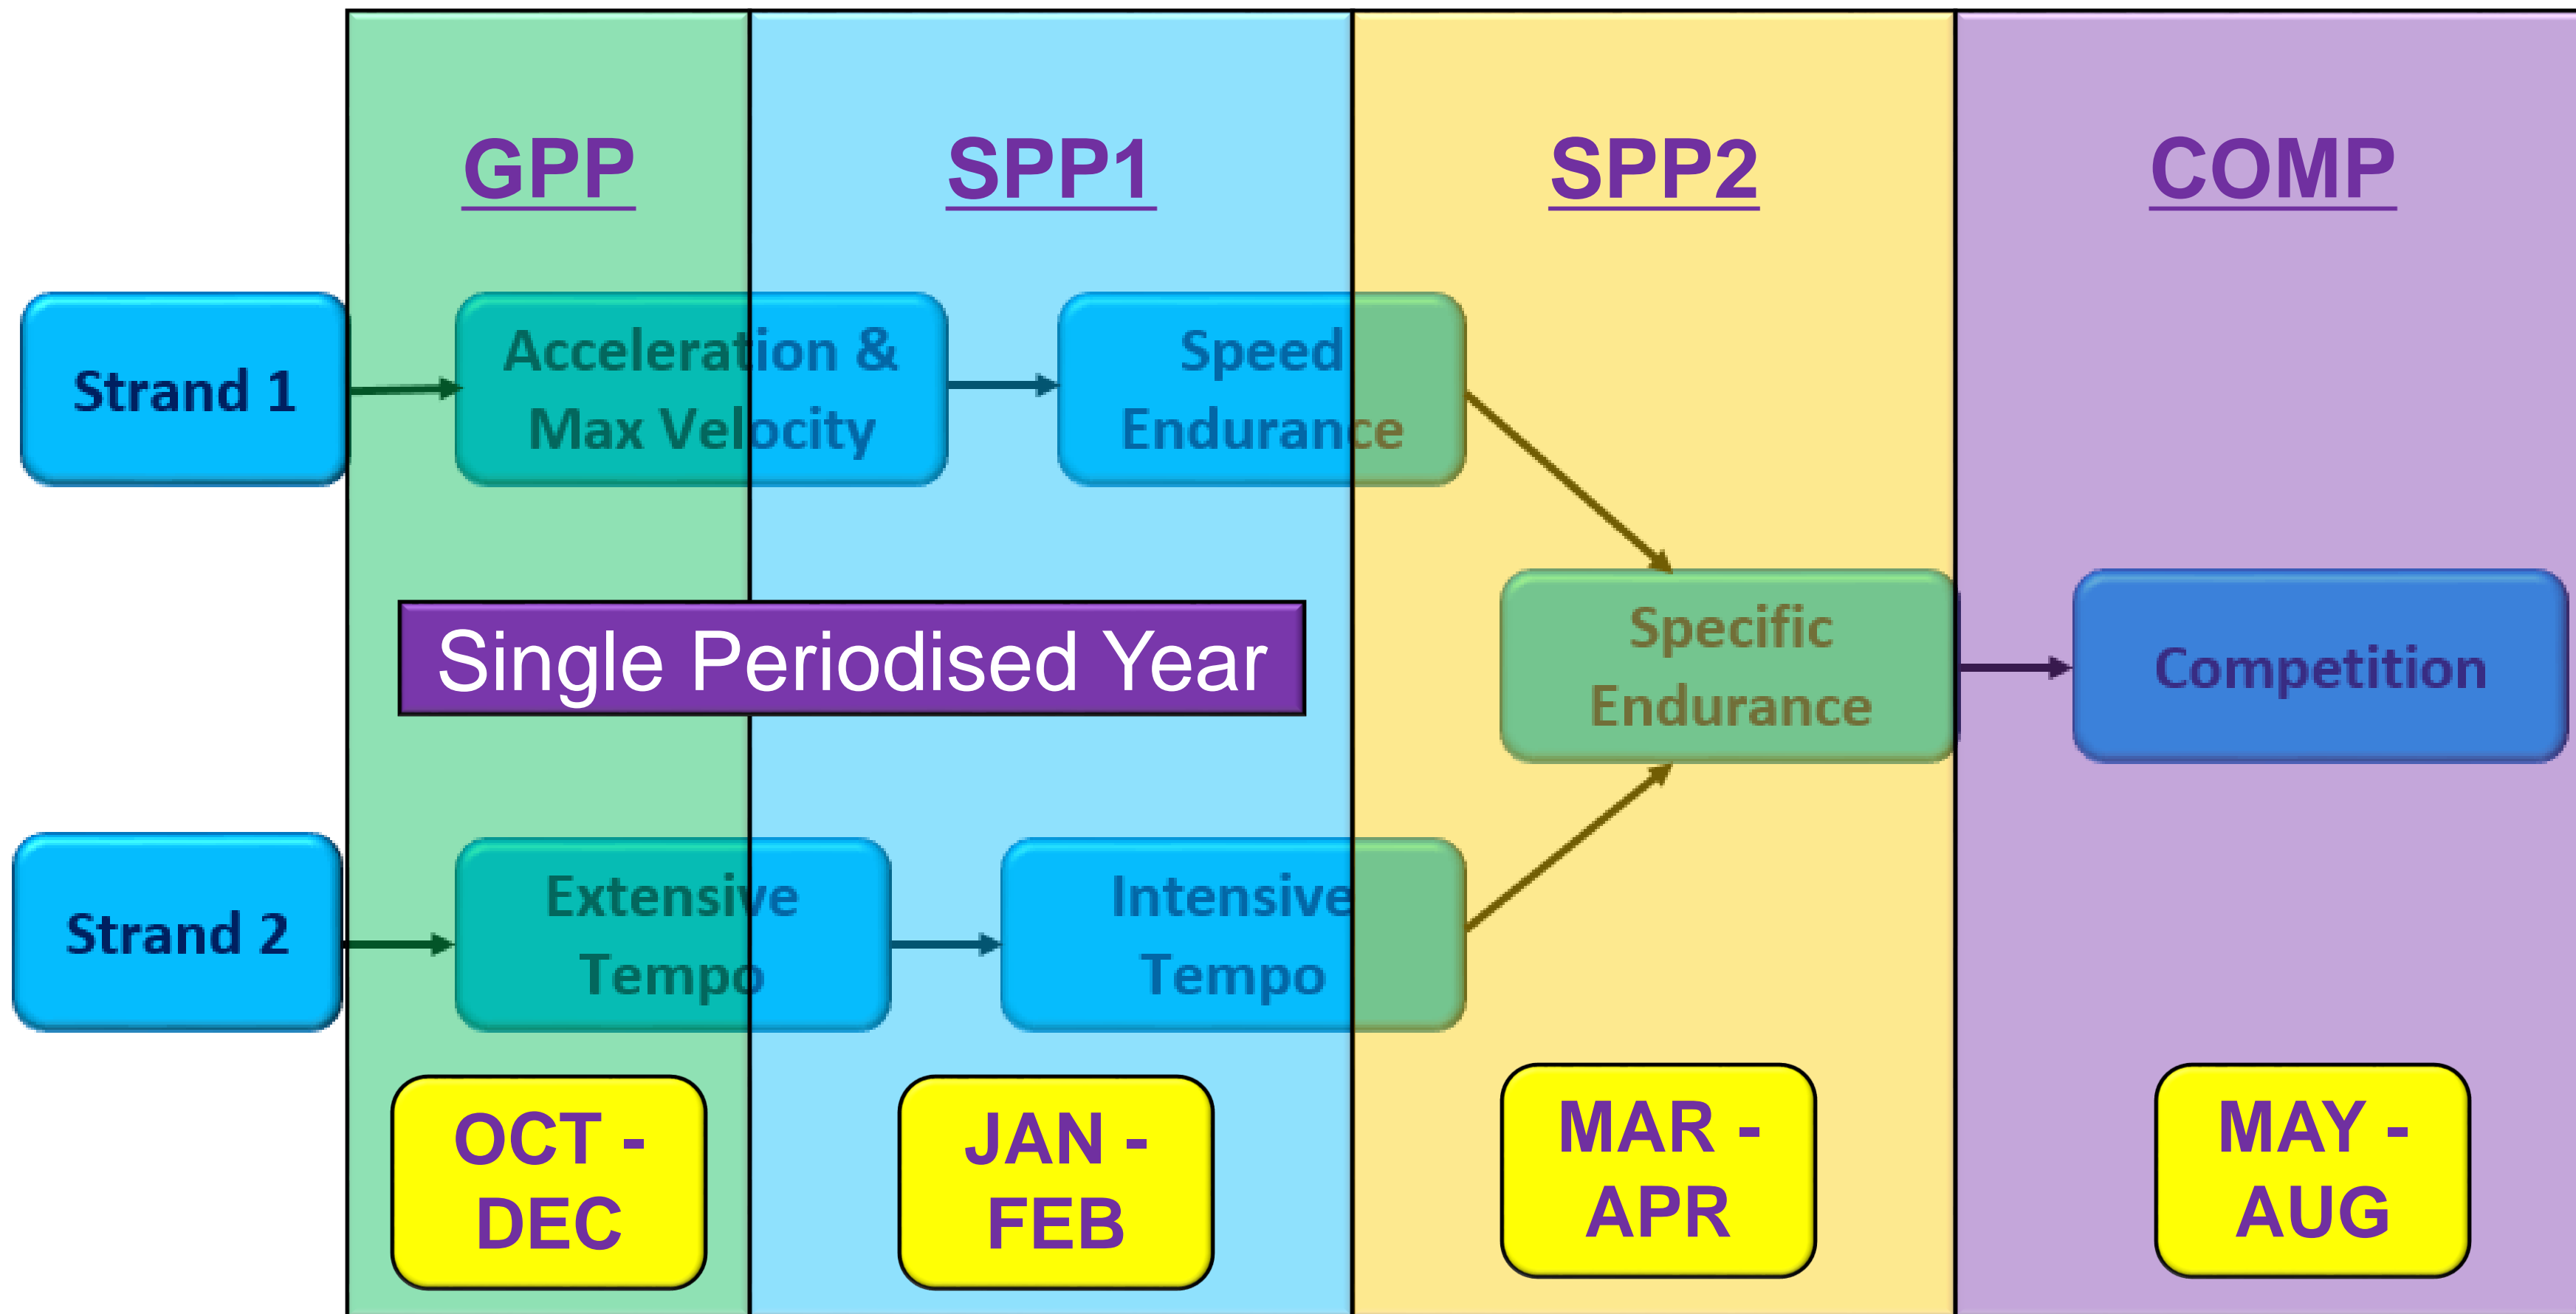 GPP
SPP1
SPP2
COMP
Strand 1
Acceleration &
Max Velocity
Speed
Endurance
Single Periodised Year
Specific
Endurance
Competition
Strand 2
Extensive
Tempo
Intensive
Tempo
OCT -
DEC
JAN -
FEB
MAR -
APR
MAY -
AUG